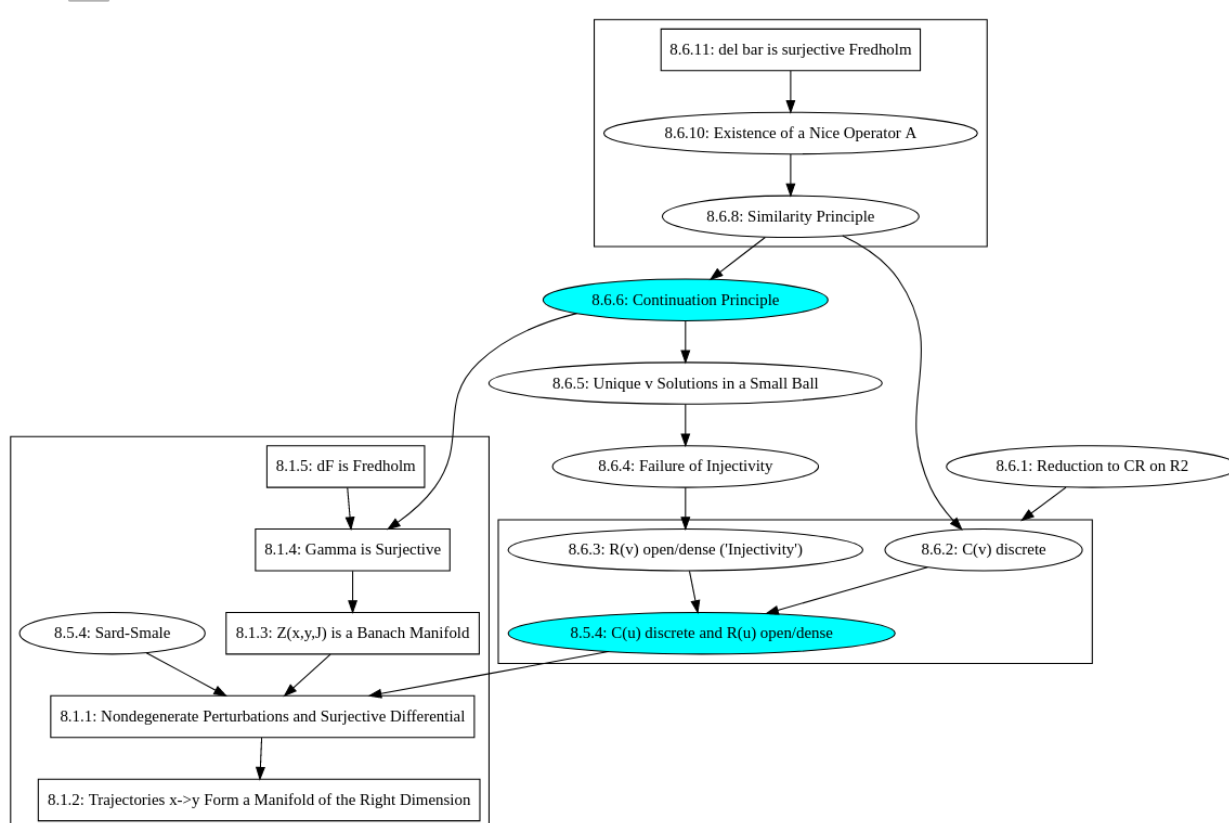 8.6.11: del bar is surjective Fredholm
8.6.10: Existence of a Nice Operator A
8.6.8: Similarity Principle
8.6.6: Continuation Principle
8.6.5: Unique v Solutions in a Small Ball
8.1.5: dF is Fredholm
8.6.4: Failure of Injectivity
8.6.1: Reduction to CR on R2
8.1.4: Gamma is Surjective
8.6.3: R(v) open/dense ('Injectivity')
8.6.2: C(v) discrete
8.5.4: Sard-Smale
8.1.3: Z(x,y,J) is a Banach Manifold
8.5.4: C(u) discrete and R(u) open/dense
8.1.1: Nondegenerate Perturbations and Surjective Differential
8.1.2: Trajectories x->y Form a Manifold of the Right Dimension